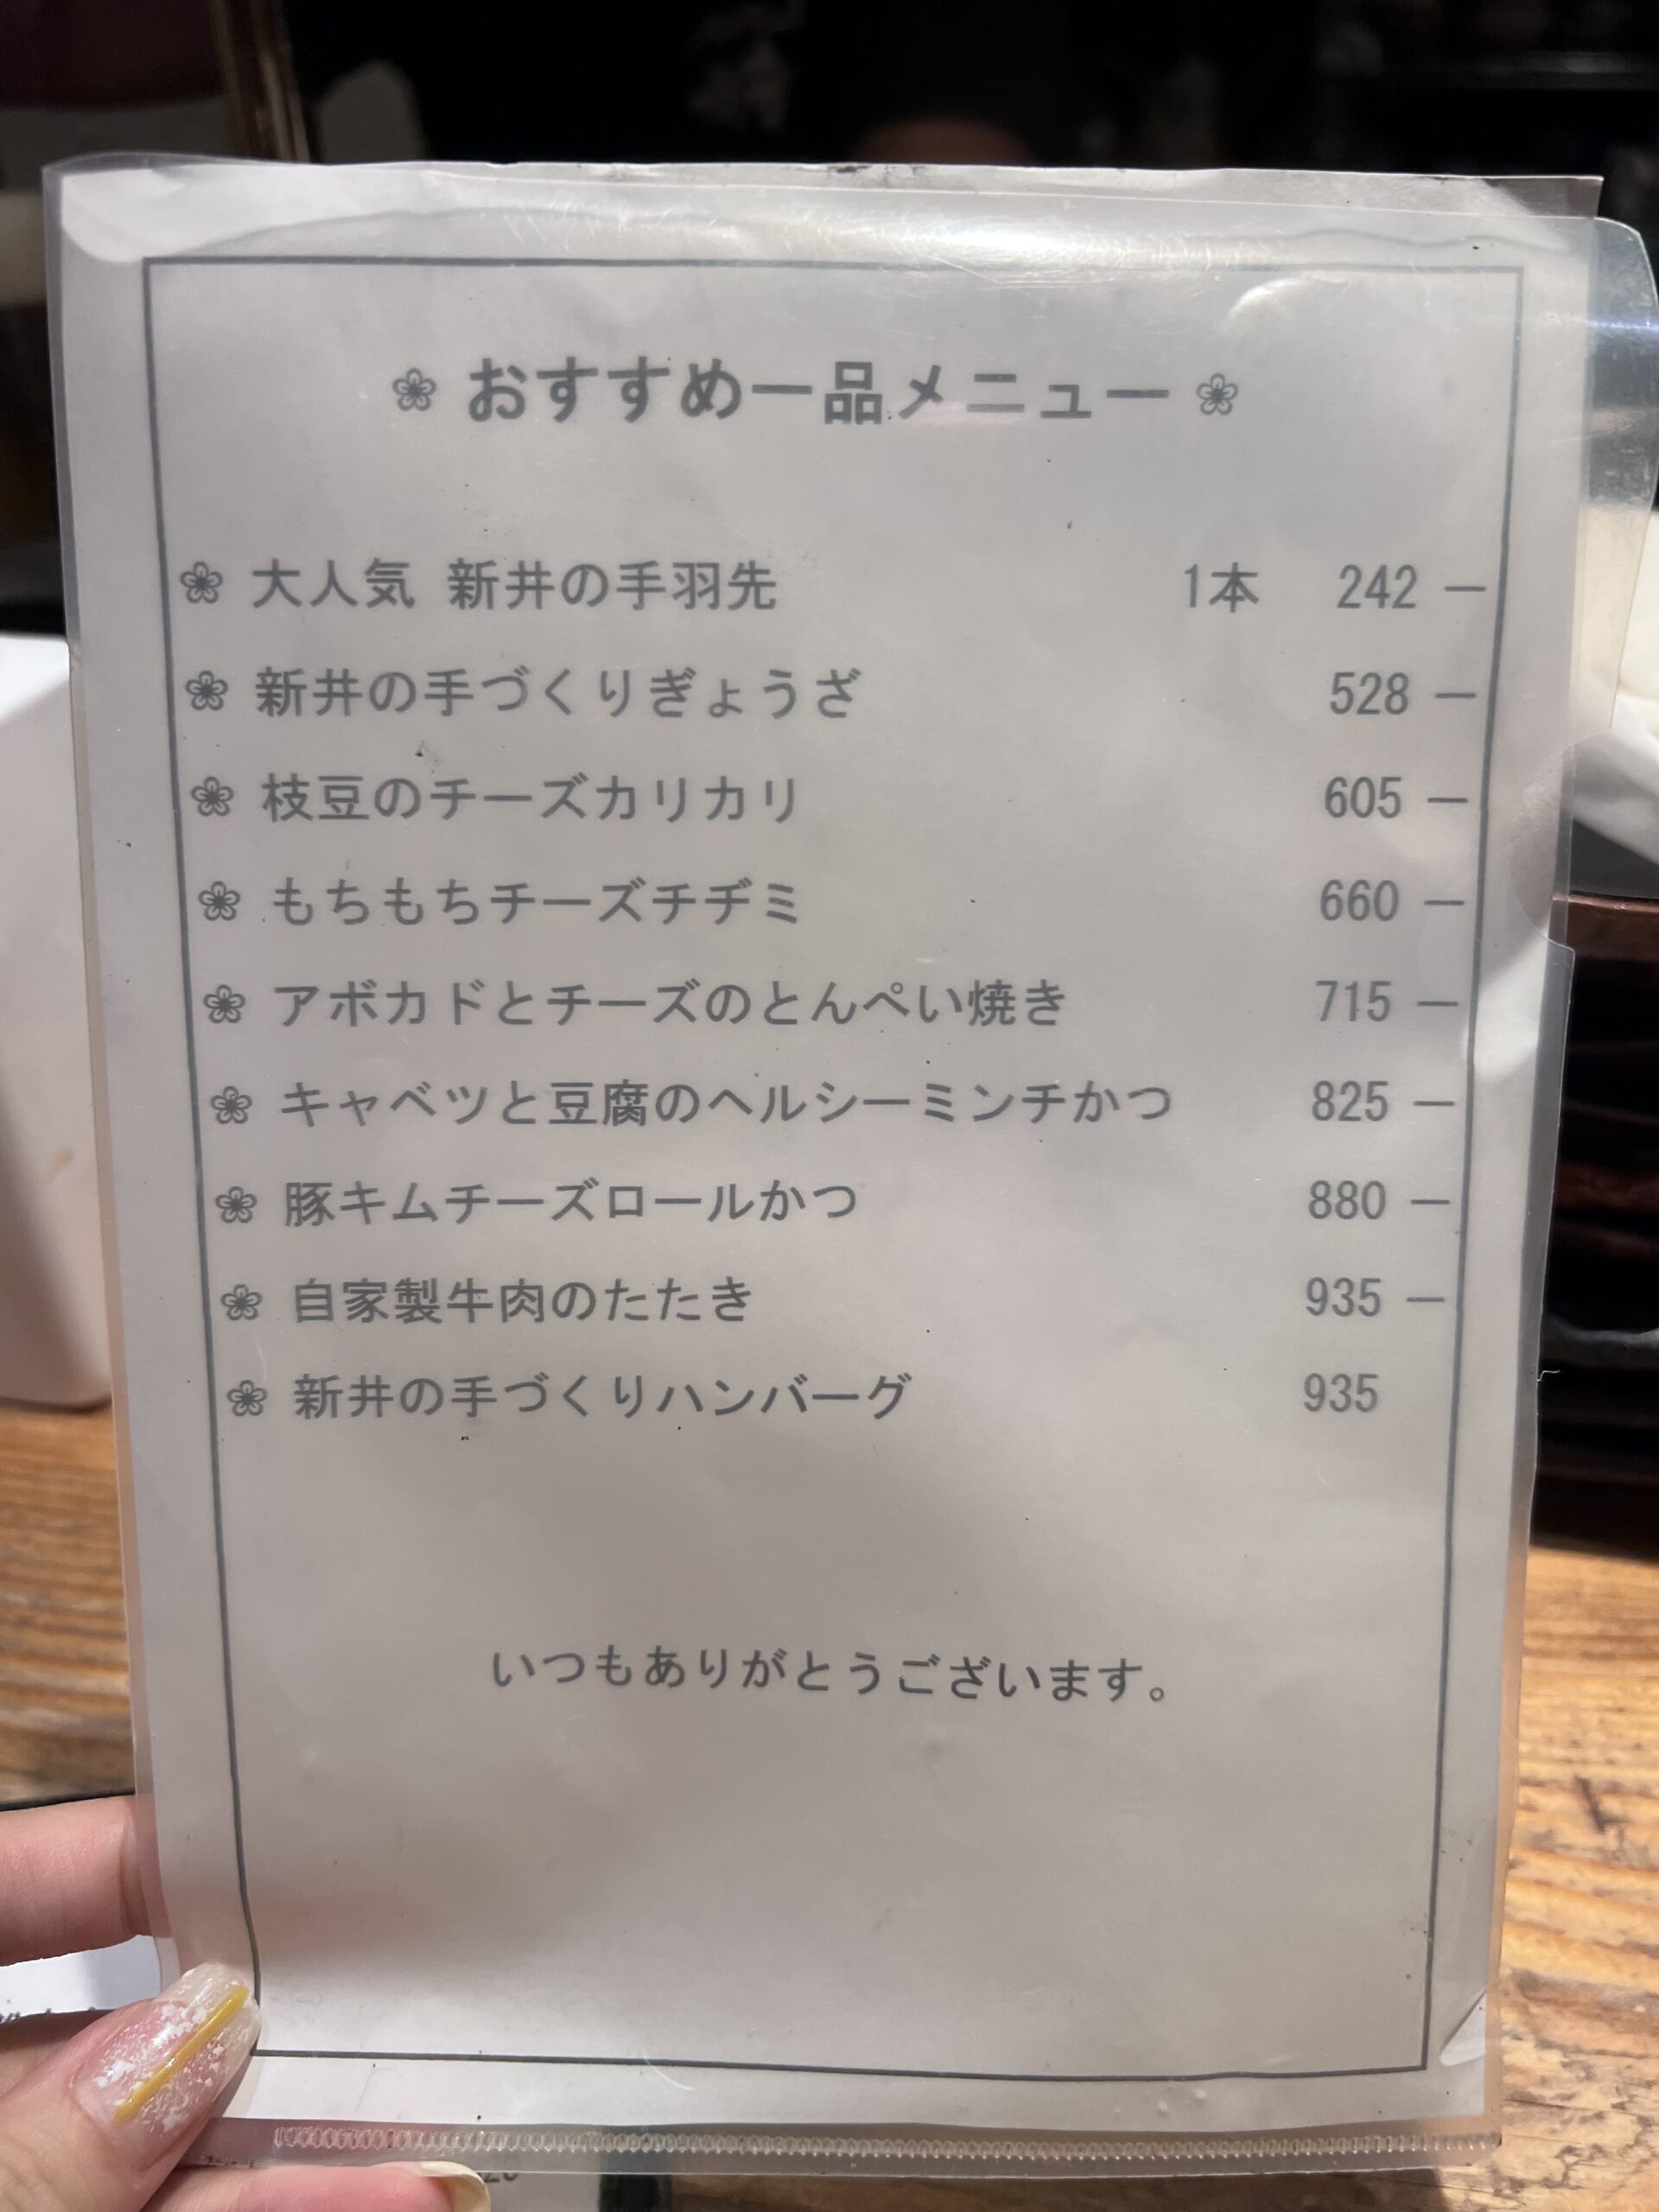 ❀ おすすめ一品メニュー ❀
❀ 大人気 新井の手羽先 1本 242 ー
❀ 新井の手づくりぎょうざ 528 ー
❀ 枝豆のチーズカリカリ 605 ー
❀ もちもちチーズチヂミ 660 ー
❀ アボカドとチーズのとんぺい焼き 715 ー
❀ キャベツと豆腐のヘルシーミンチかつ 825 ー
❀ 豚キムチーズロールかつ 880 ー
❀ 自家製牛肉のたたき 935 ー
❀ 新井の手づくりハンバーグ 935
いつもありがとうございます。